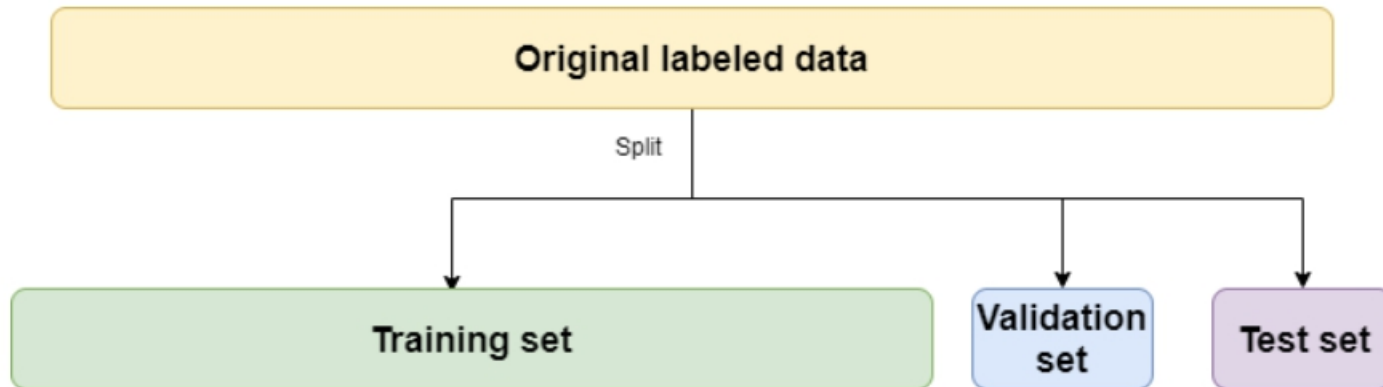 Original labeled data
Split
Training set
Validation
set
Test set